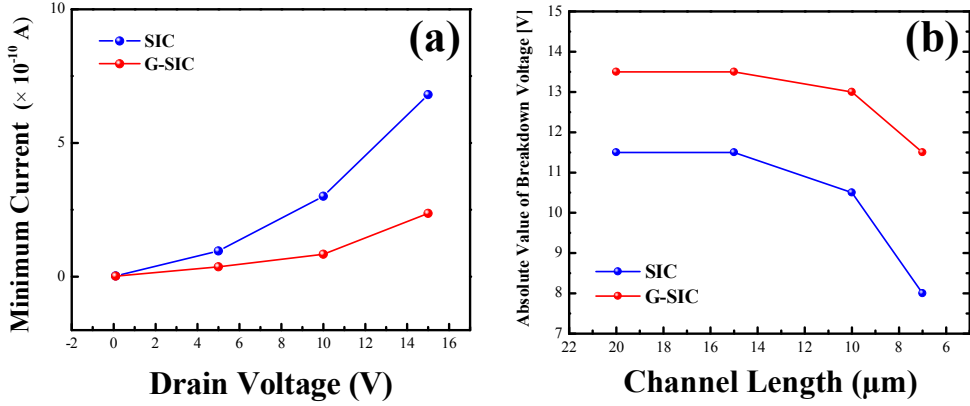 (a)
SIC
G-SIC
Minimum Current (× 10⁻¹⁰ A)
10
5
0
-2 0 2 4 6 8 10 12 14 16
Drain Voltage (V)
(b)
Absolute Value of Breakdown Voltage [V]
15
14
13
12
11
10
9
8
7
SIC
G-SIC
22 20 18 16 14 12 10 8 6
Channel Length (μm)